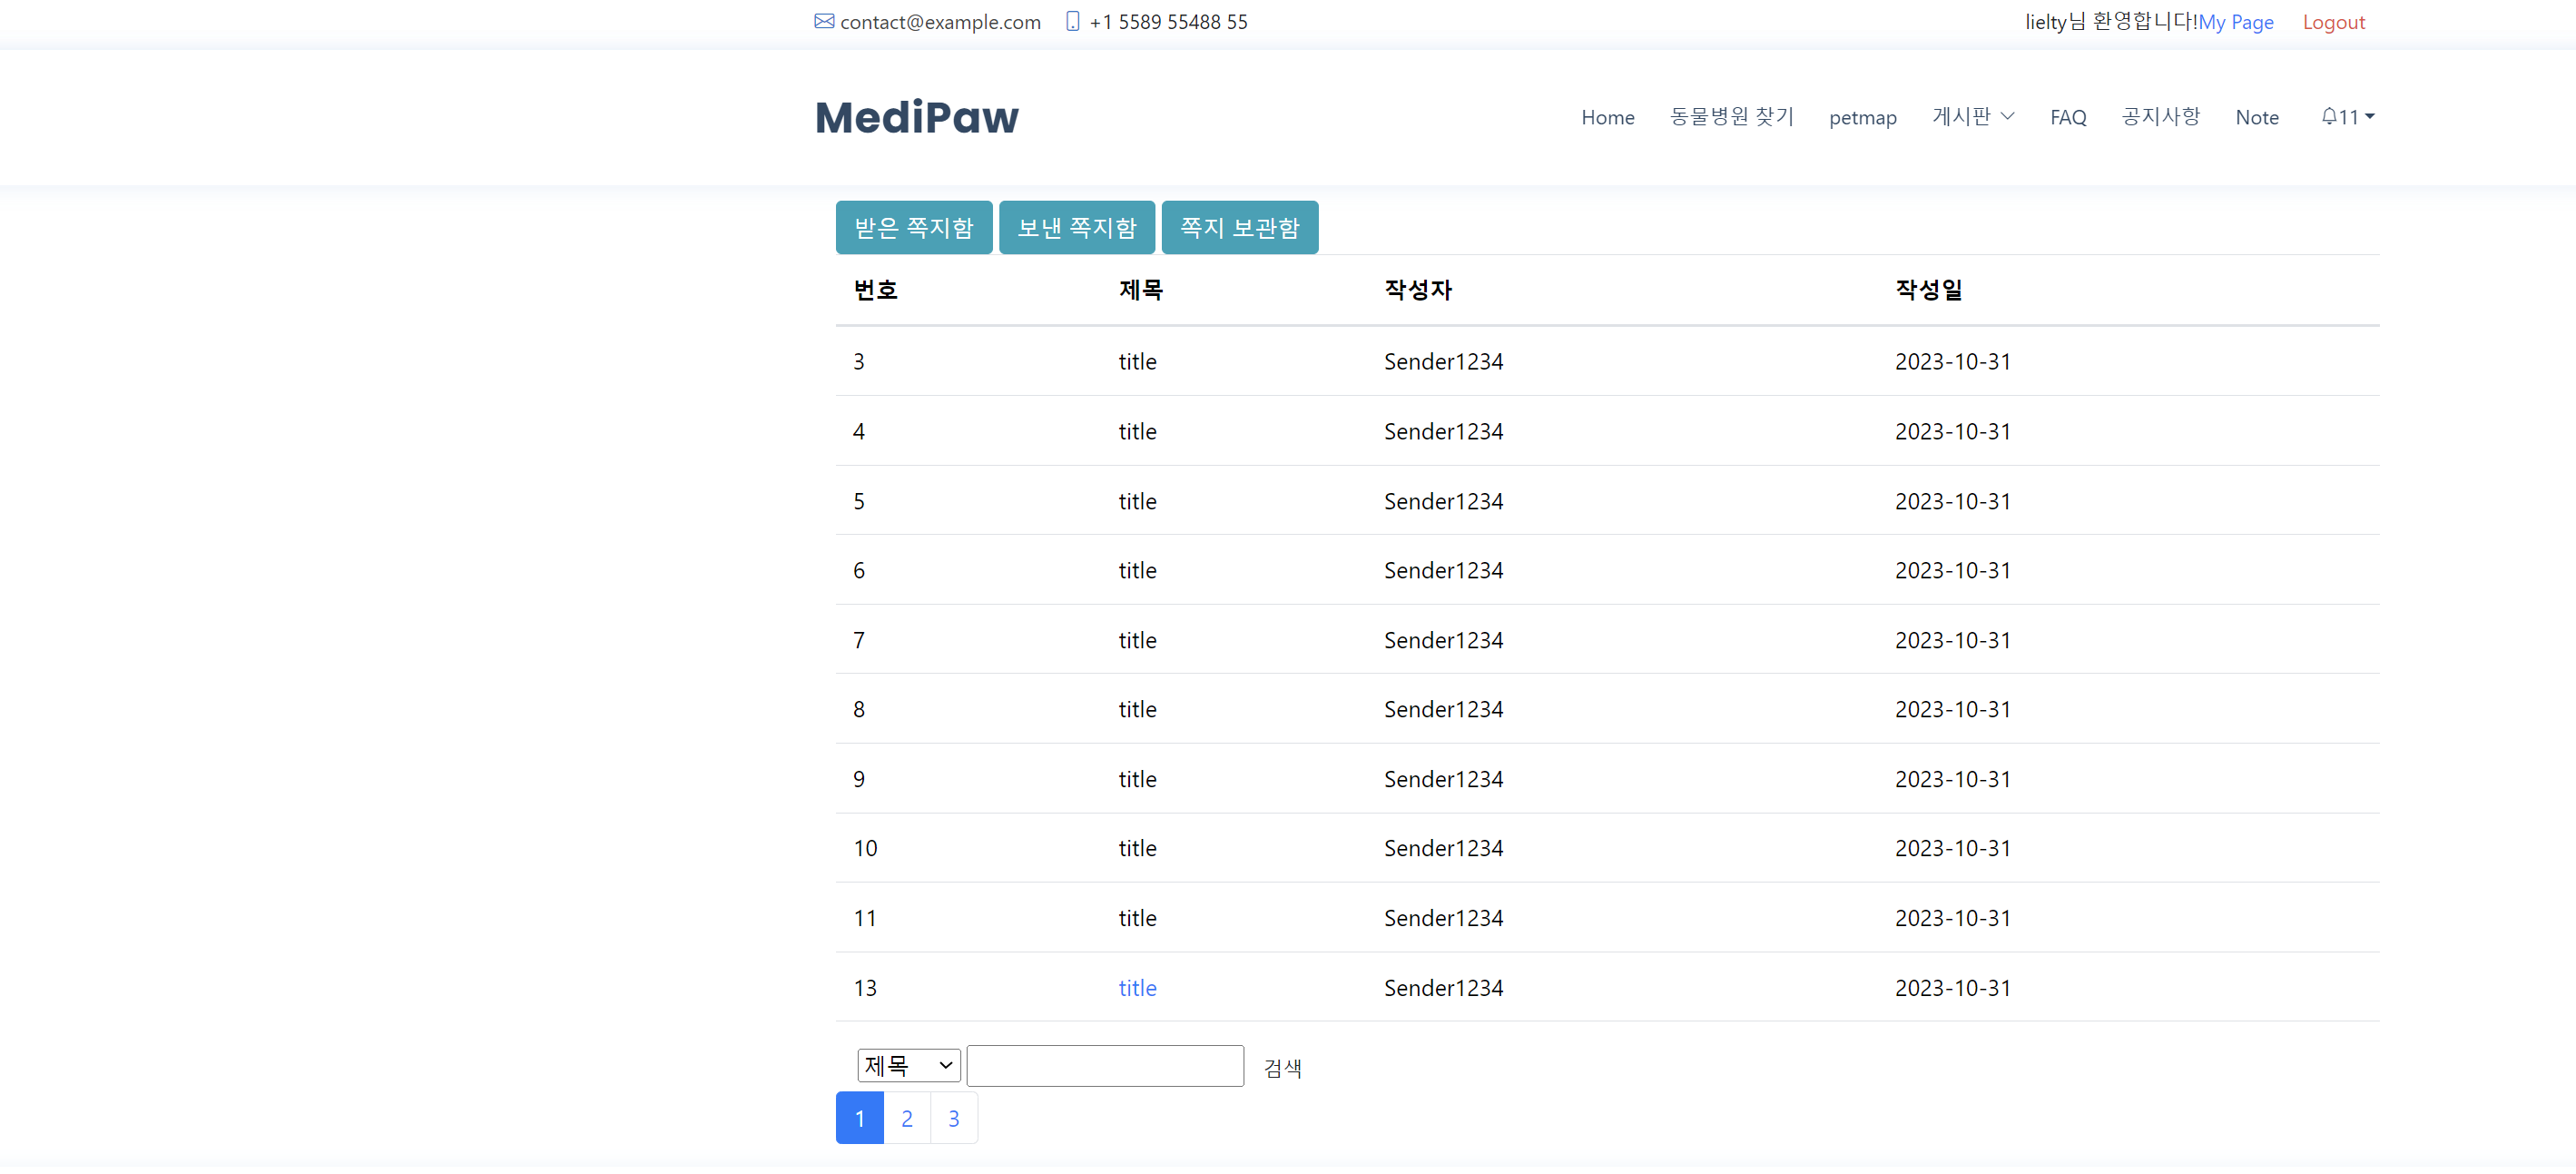 contact@example.com +1 5589 55488 55 lielty님 환영합니다!My Page Logout
MediPaw Home 동물병원 찾기 petmap 게시판 FAQ 공지사항 Note 11
받은 쪽지함 보낸 쪽지함 쪽지 보관함
번호 제목 작성자 작성일
3 title Sender1234 2023-10-31
4 title Sender1234 2023-10-31
5 title Sender1234 2023-10-31
6 title Sender1234 2023-10-31
7 title Sender1234 2023-10-31
8 title Sender1234 2023-10-31
9 title Sender1234 2023-10-31
10 title Sender1234 2023-10-31
11 title Sender1234 2023-10-31
13 title Sender1234 2023-10-31
제목 검색
1 2 3